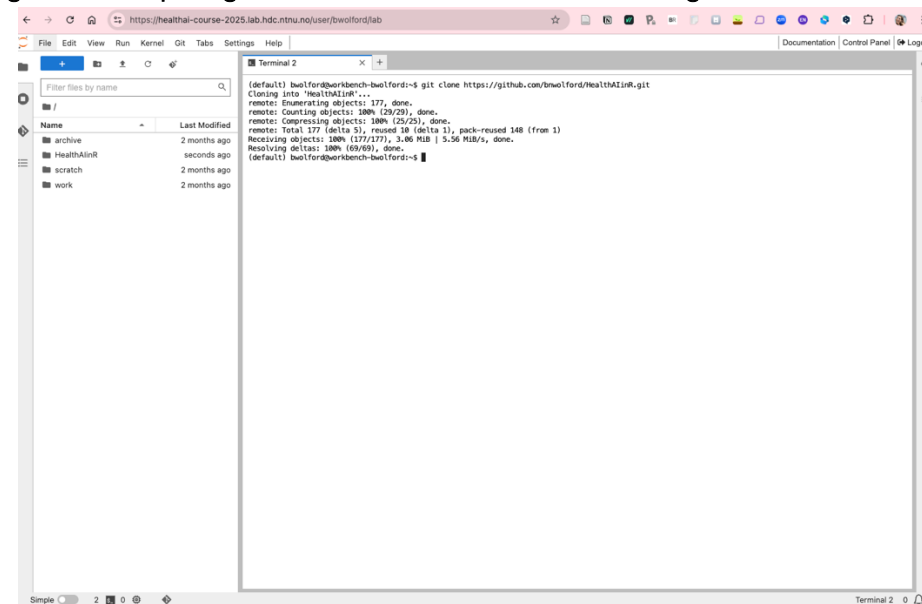 https://healthai-course-2025.lab.hdc.ntnu.no/user/bwolford/lab
File Edit View Run Kernel Git Tabs Settings Help
Documentation Control Panel
Terminal 2
Filter files by name
/
Name Last Modified
archive 2 months ago
HealthAIinR seconds ago
scratch 2 months ago
work 2 months ago
(default) bwolford@workbench-bwolford:~$ git clone https://github.com/bnwolford/HealthAIinR.git
Cloning into 'HealthAIinR'...
remote: Enumerating objects: 177, done.
remote: Counting objects: 100% (29/29), done.
remote: Compressing objects: 100% (25/25), done.
remote: Total 177 (delta 5), reused 10 (delta 1), pack-reused 148 (from 1)
Receiving objects: 100% (177/177), 3.06 MiB | 5.56 MiB/s, done.
Resolving deltas: 100% (69/69), done.
(default) bwolford@workbench-bwolford:~$
Simple 2 0
Terminal 2 0